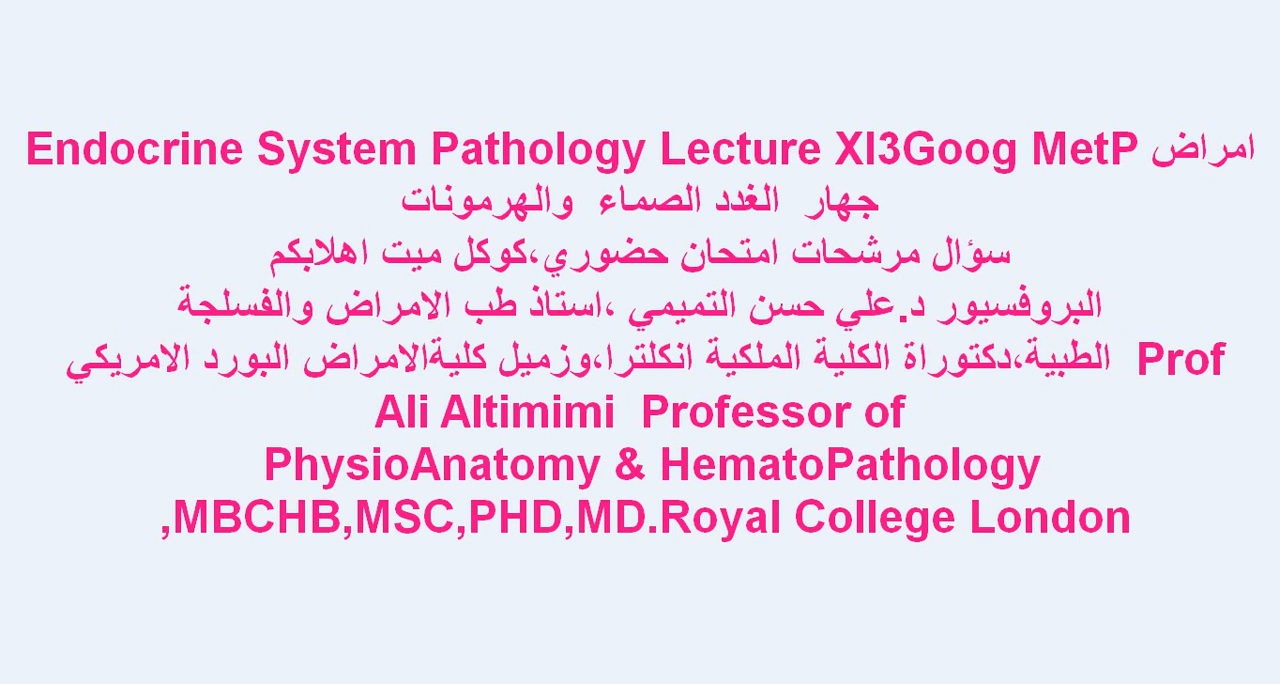 Endocrine System Pathology Lecture XI3Goog MetP امراض
جهار الغدد الصماء والهرمونات
سؤال مرشحات امتحان حضوري،كوكل ميت اهلابكم
البروفسيور د.علي حسن التميمي ،استاذ طب الامراض والفسلجة
الطبية،دكتوراة الكلية الملكية انكلترا،وزميل كليةالامراض البورد الامريكي Prof
Ali Altimimi Professor of
PhysioAnatomy & HematoPathology
,MBCHB,MSC,PHD,MD.Royal College London